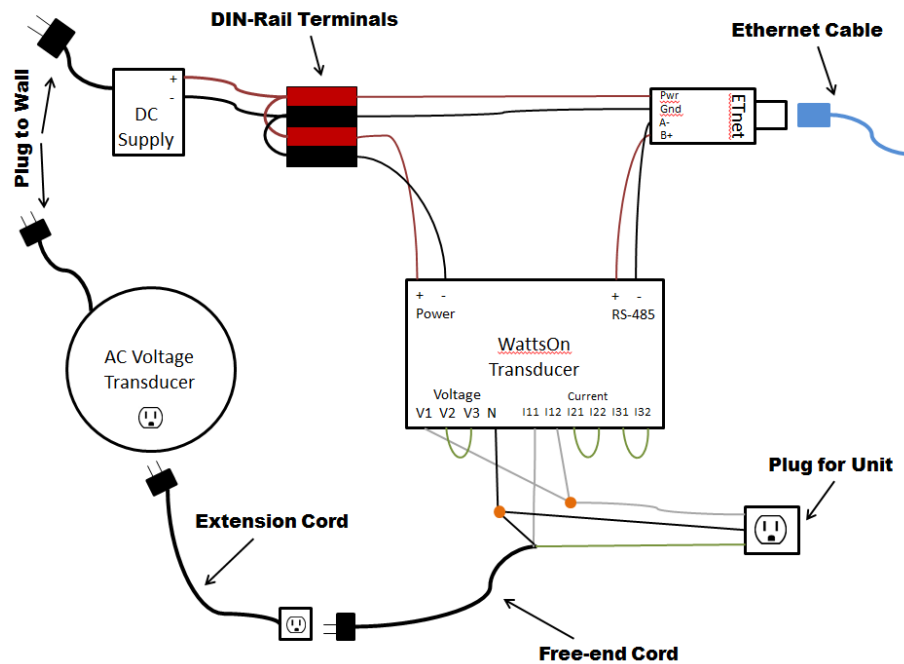 DIN-Rail Terminals
Ethernet Cable
Plug to Wall
+
-
DC
Supply
Pwr
Gnd
A-
B+
ETnet
+ -
Power
+ -
RS-485
WattsOn
Transducer
Voltage
V1 V2 V3 N
Current
I11 I12 I21 I22 I31 I32
AC Voltage
Transducer
Plug for Unit
Extension Cord
Free-end Cord